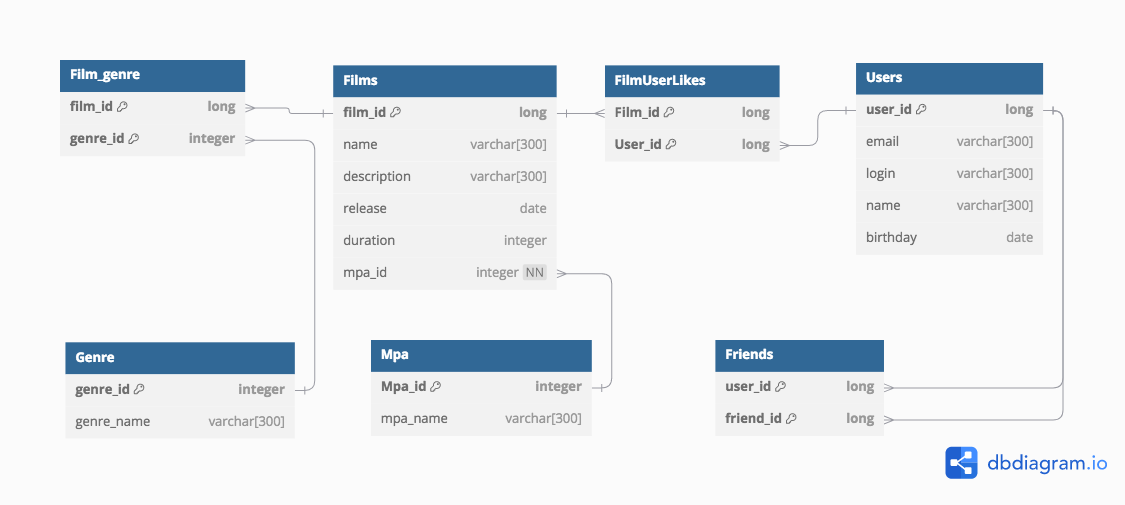 Film_genre
film_id long
genre_id integer
Films
film_id long
name varchar[300]
description varchar[300]
release date
duration integer
mpa_id integer NN
FilmUserLikes
Film_id long
User_id long
Users
user_id long
email varchar[300]
login varchar[300]
name varchar[300]
birthday date
Genre
genre_id integer
genre_name varchar[300]
Mpa
Mpa_id integer
mpa_name varchar[300]
Friends
user_id long
friend_id long
dbdiagram.io